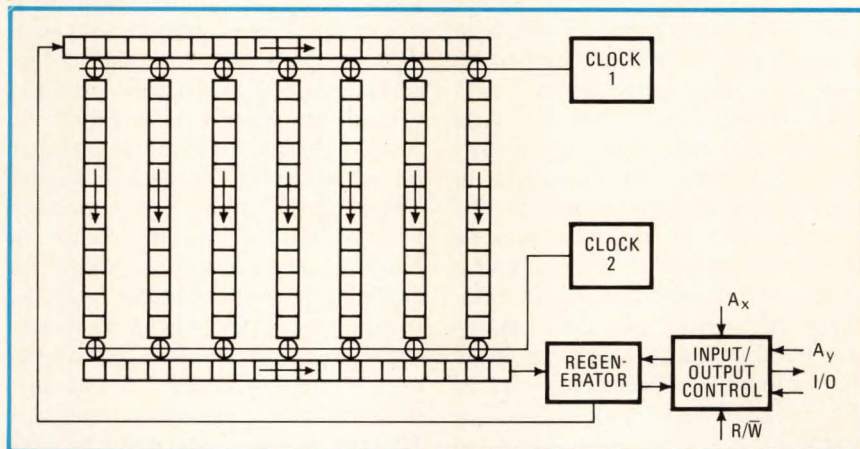 CLOCK
1
CLOCK
2
REGEN-
ERATOR
INPUT/
OUTPUT
CONTROL
Ax
Ay
I/O
R/W̅